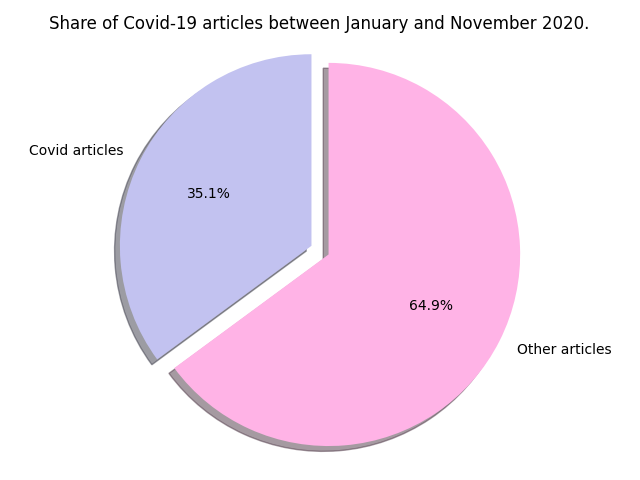 Share of Covid-19 articles between January and November 2020.
Covid articles
35.1%
64.9%
Other articles